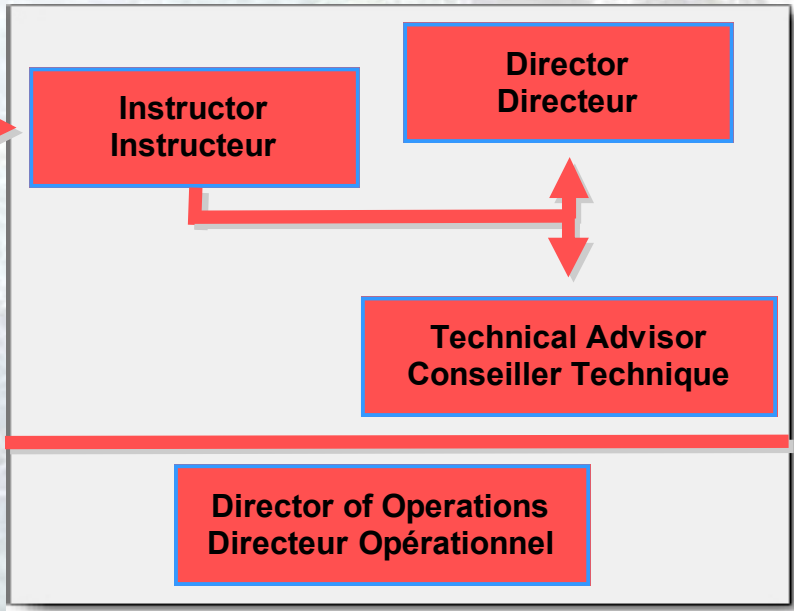 Instructor
Instructeur
Director
Directeur
Technical Advisor
Conseiller Technique
Director of Operations
Directeur Opérationnel